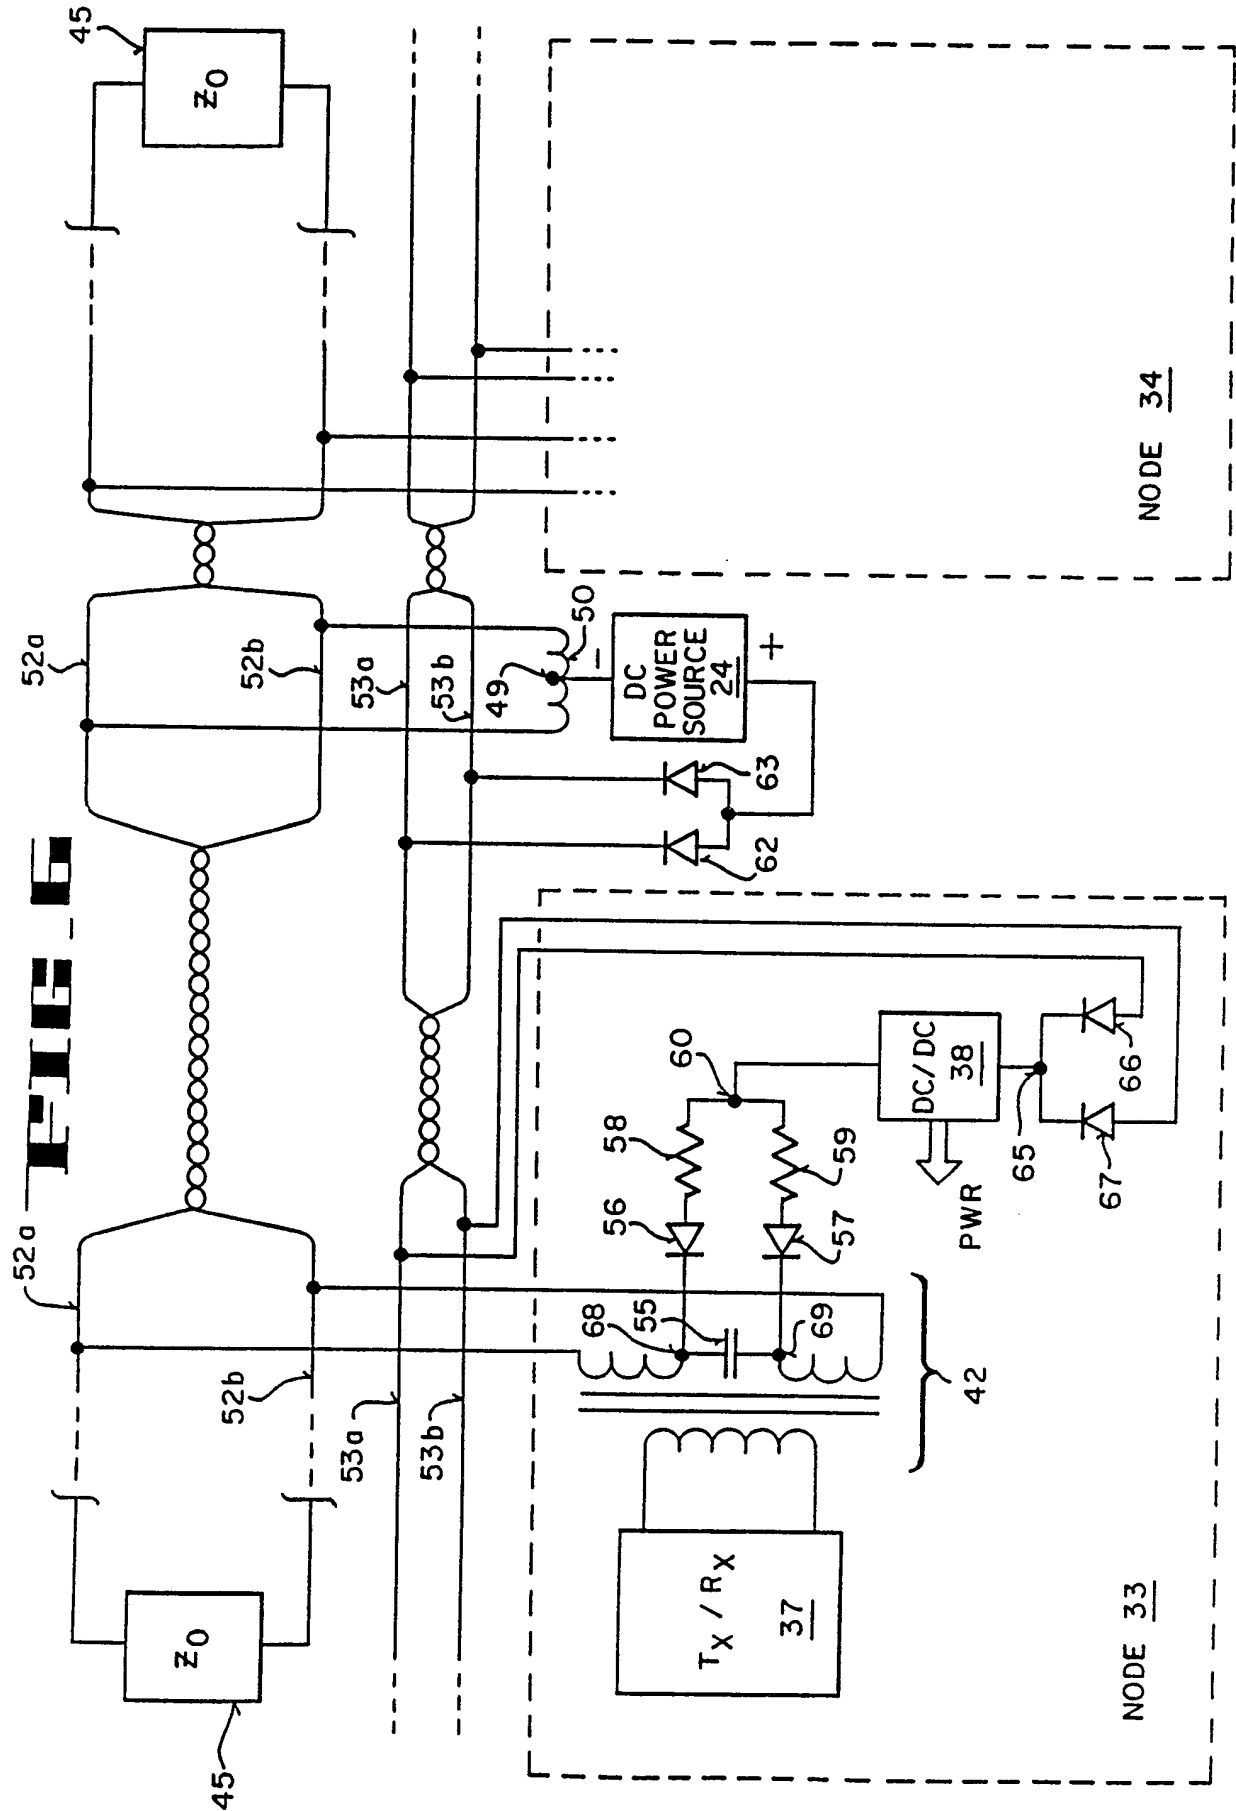 FIG. 6
52a
52a
45
Z0
45
Z0
52b
52b
53a
53b
53a
53b
49
50
−
DC
POWER
SOURCE
24
+
62
63
NODE 34
NODE 33
TX / RX
37
42
68
55
69
56
57
58
59
60
DC/DC
38
PWR
65
66
67